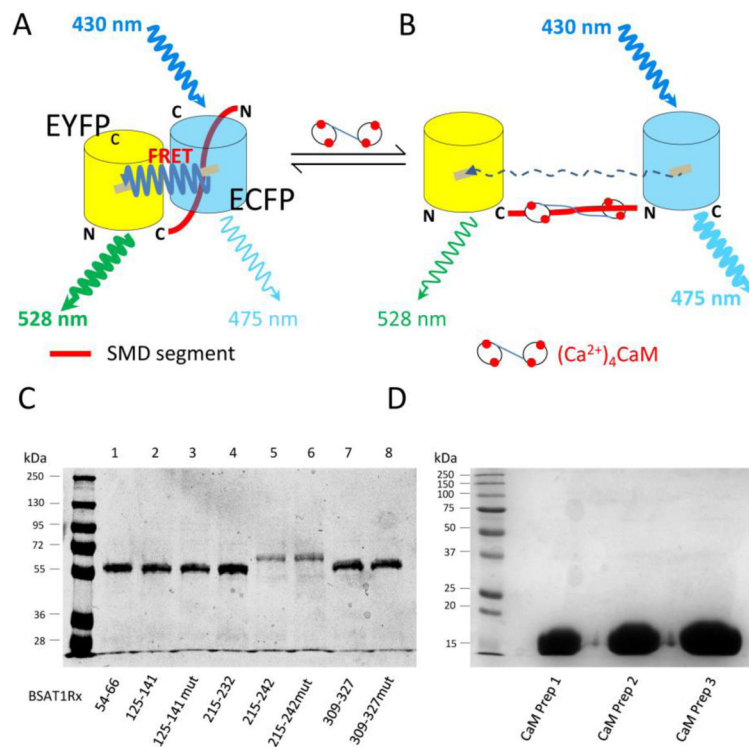 A
B
430 nm
430 nm
N
C
EYFP
C
FRET
ECFP
N
C
N
C
N
C
528 nm
475 nm
528 nm
475 nm
SMD segment
(Ca²⁺)₄CaM
C
D
kDa
1 2 3 4 5 6 7 8
250
130
95
72
55
36
28
BSAT1Rx
54-66
125-141
125-141mut
215-232
215-242
215-242mut
309-327
309-327mut
kDa
250
150
100
75
50
37
25
20
15
CaM Prep 1
CaM Prep 2
CaM Prep 3